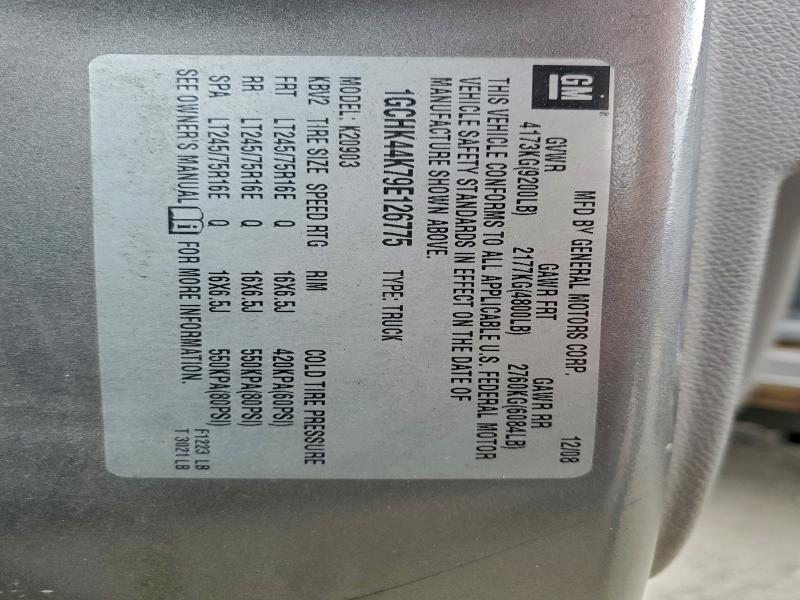 GM
MFD BY GENERAL MOTORS CORP. 12/08
GVWR GAWR FRT GAWR RR
4173KG(9200LB) 2177KG(4800LB) 2760KG(6084LB)
THIS VEHICLE CONFORMS TO ALL APPLICABLE U.S. FEDERAL MOTOR
VEHICLE SAFETY STANDARDS IN EFFECT ON THE DATE OF
MANUFACTURE SHOWN ABOVE.
1GCHK44K79E126775 TYPE: TRUCK
MODEL: K20903
KBV2 TIRE SIZE SPEED RTG RIM COLD TIRE PRESSURE
FRT LT245/75R16E Q 16X6.5J 420KPA(60PSI)
RR LT245/75R16E Q 16X6.5J 550KPA(80PSI)
SPA LT245/75R16E Q 16X6.5J 550KPA(80PSI)
SEE OWNER'S MANUAL i FOR MORE INFORMATION.
F1223 LB
T 3021 LB